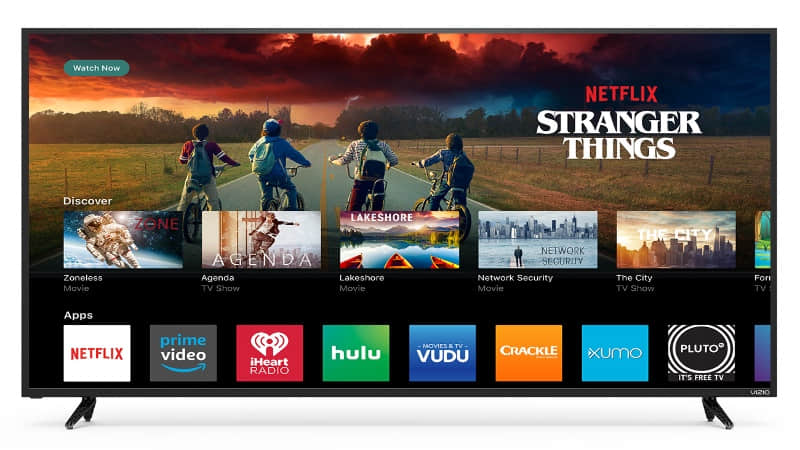 Watch Now
NETFLIX
STRANGER
THINGS
Discover
ZONE
AGENDA
LAKESHORE
NETWORK
SECURITY
THE CITY
Zoneless
Movie
Agenda
TV Show
Lakeshore
Movie
Network Security
Movie
The City
TV Show
TV
Apps
NETFLIX
prime
video
iHeart
RADIO
hulu
MOVIES & TV
VUDU
CRACKLE
XUMO
PLUTO TV
IT'S FREE TV
VIZIO